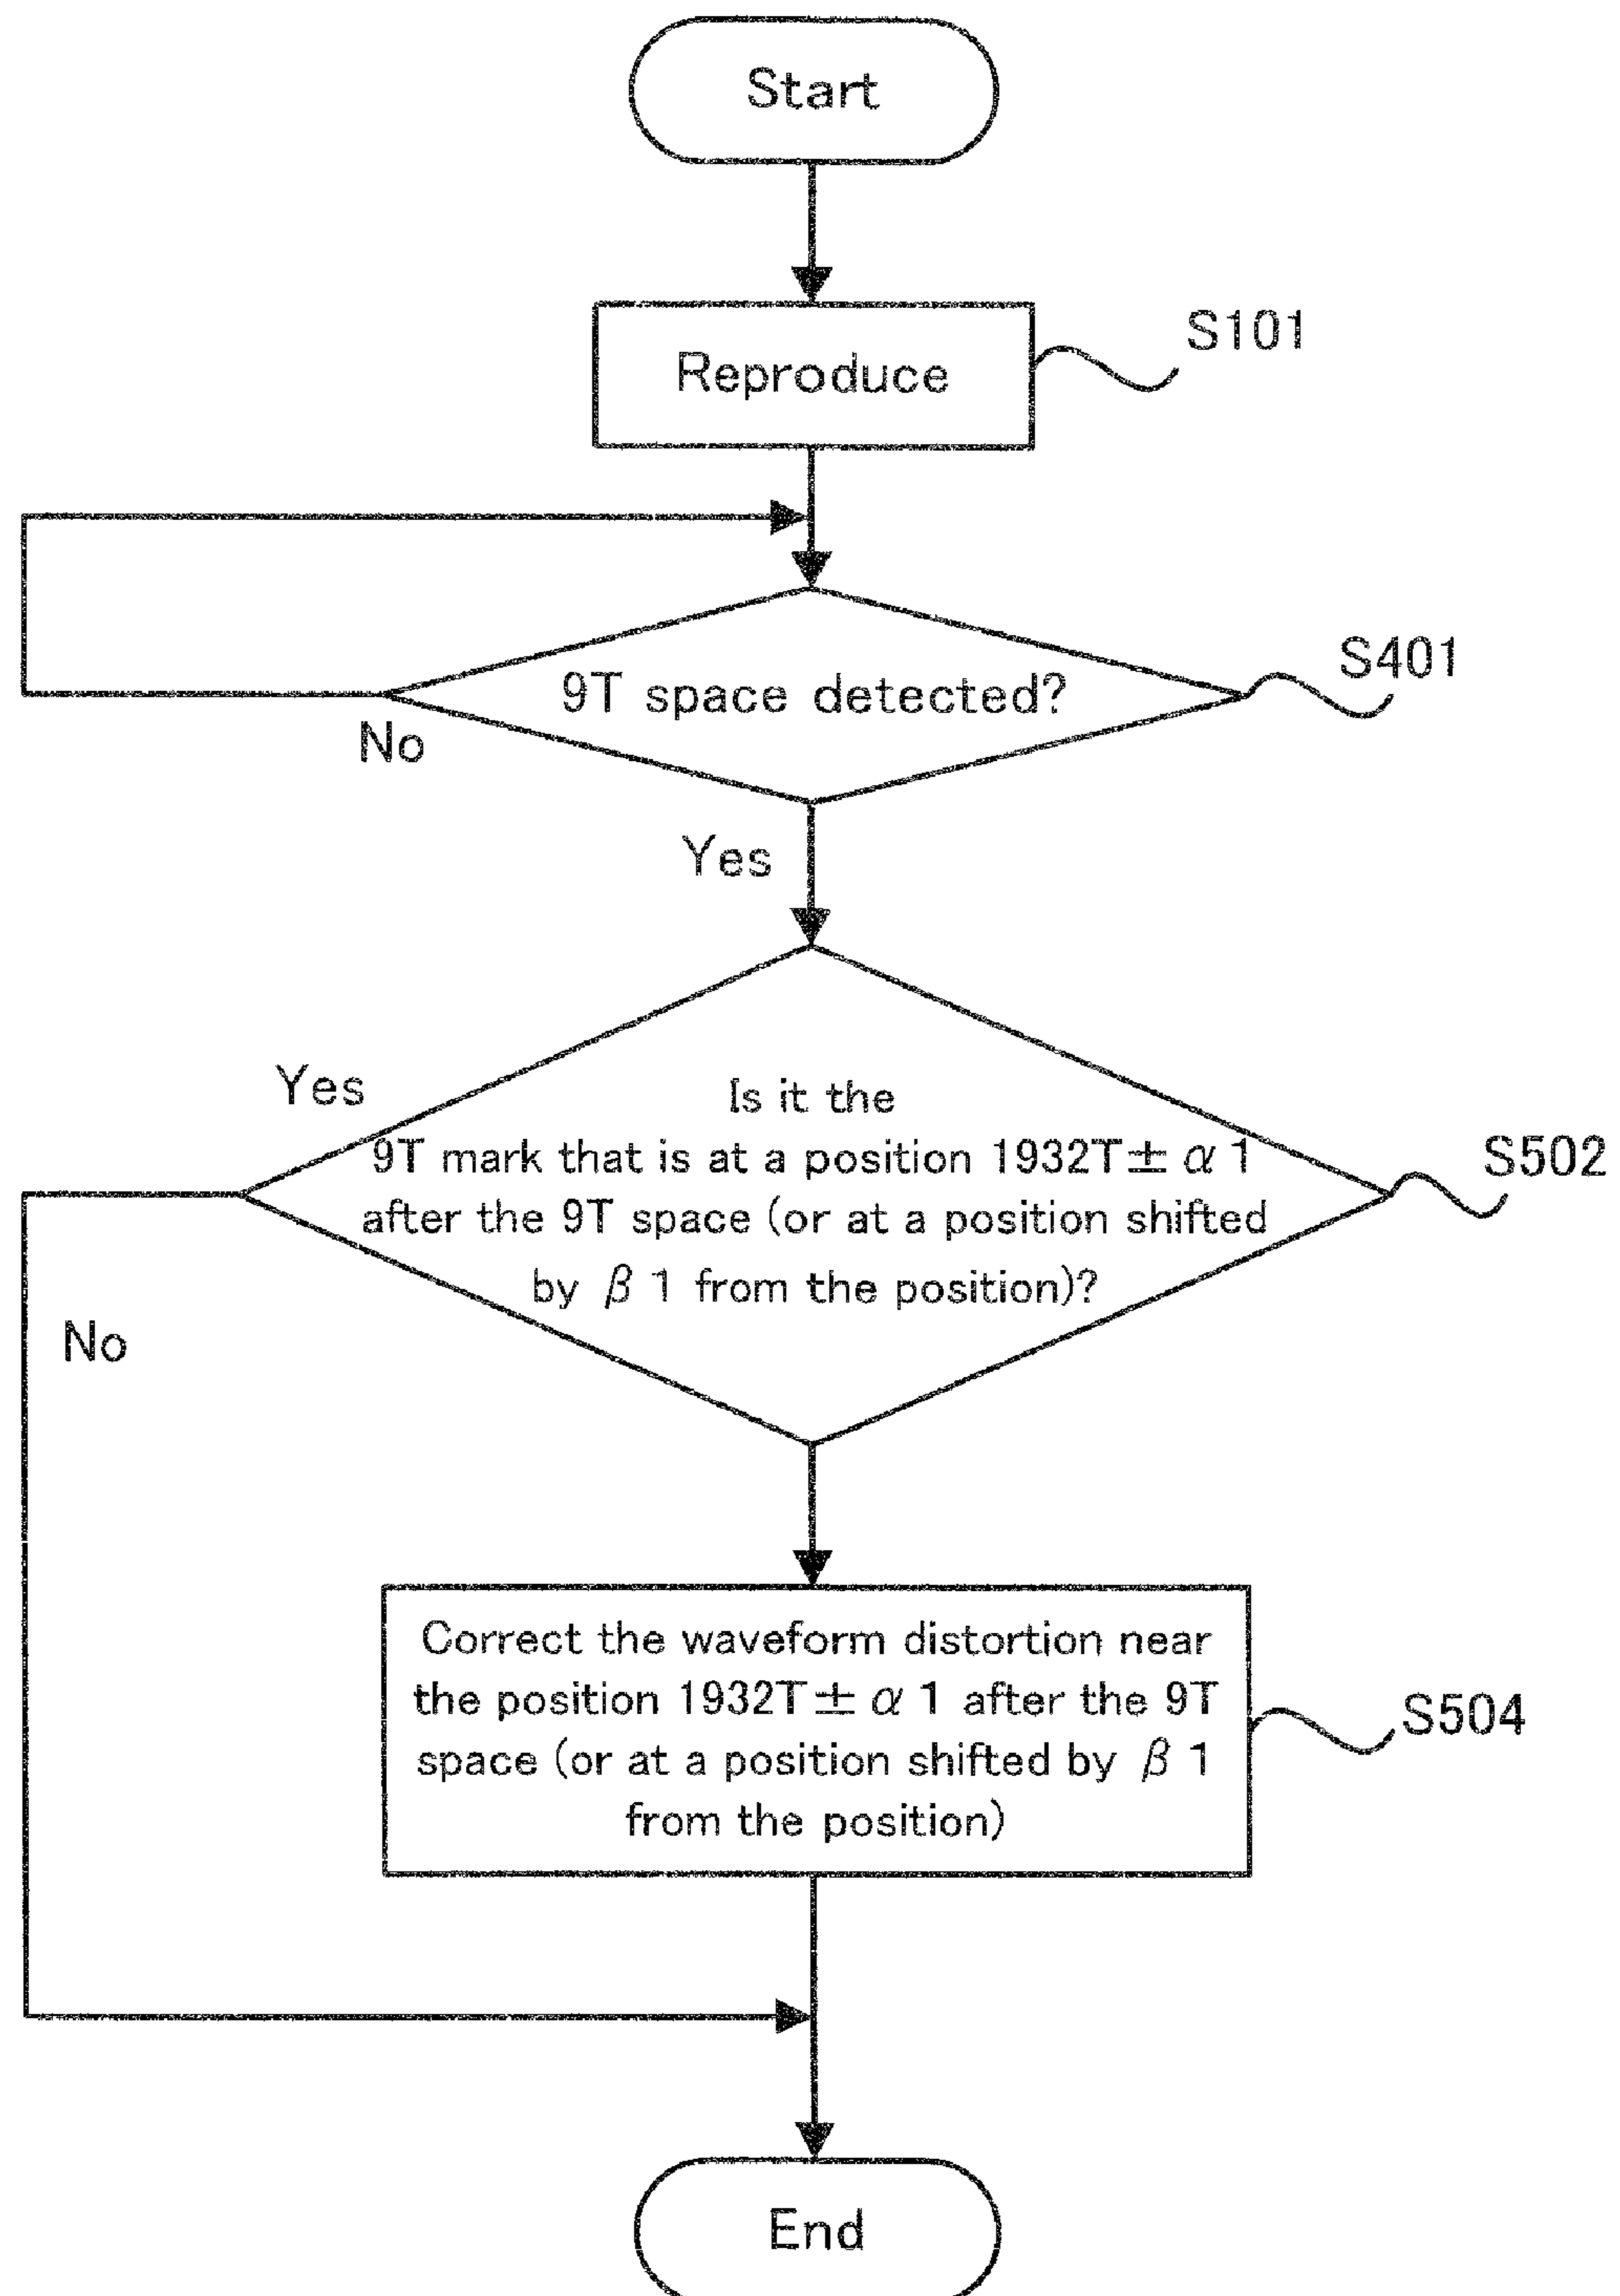 Start
Reproduce
S101
9T space detected?
S401
No
Yes
Yes
Is it the
9T mark that is at a position 1932T± α 1
after the 9T space (or at a position shifted
by β 1 from the position)?
S502
No
Correct the waveform distortion near
the position 1932T± α 1 after the 9T
space (or at a position shifted by β 1
from the position)
S504
End